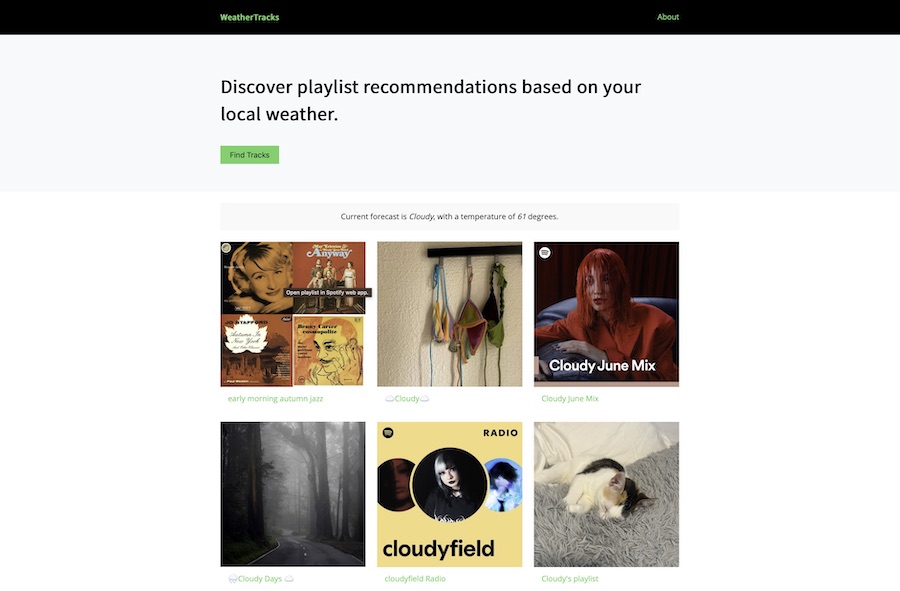 WeatherTracks
About
Discover playlist recommendations based on your
local weather.
Find Tracks
Current forecast is Cloudy, with a temperature of 61 degrees.
Anyway
Open playlist in Spotify web app.
JO STAFFORD
Autumn In
New York
Benny Carter
cosmopolite
Cloudy June Mix
early morning autumn jazz
☁️Cloudy☁️
Cloudy June Mix
RADIO
cloudyfield
🌧️Cloudy Days ☁️
cloudyfield Radio
Cloudy's playlist